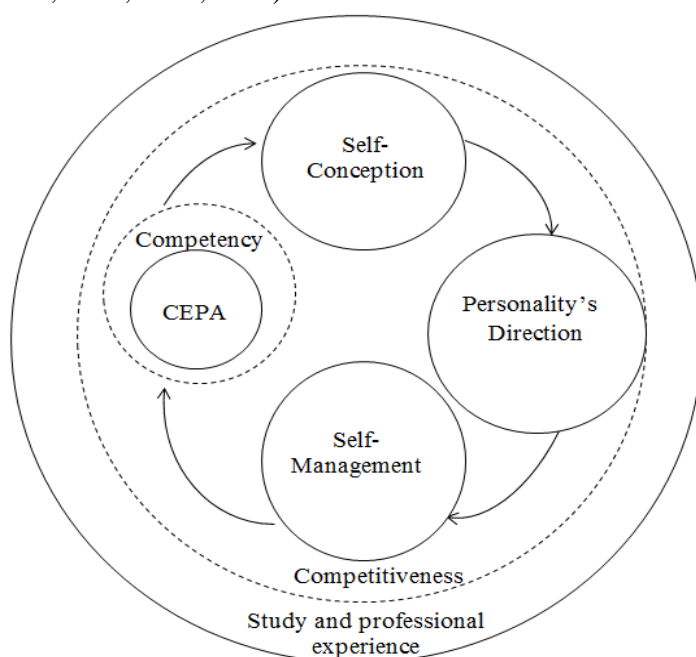 Self-
Conception
Competency
CEPA
Personality’s
Direction
Self-
Management
Competitiveness
Study and professional
experience